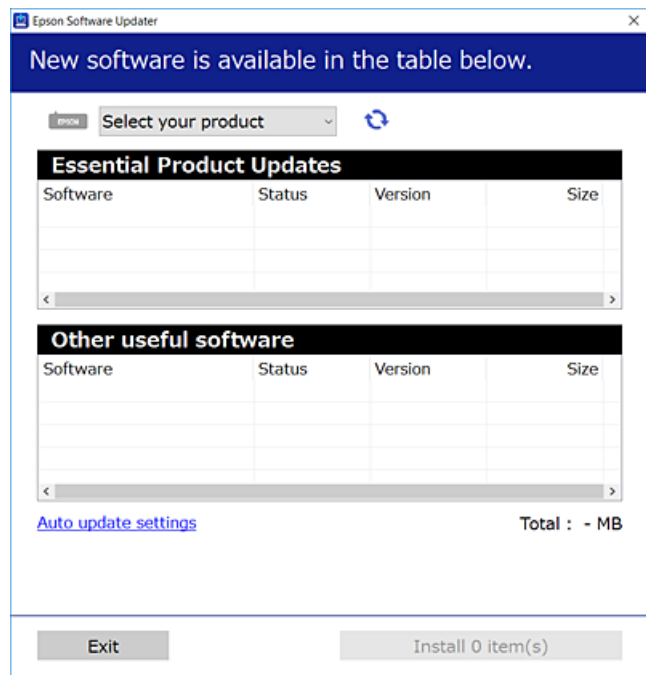 Epson Software Updater
New software is available in the table below.
EPSON Select your product
Essential Product Updates
Software Status Version Size
Other useful software
Software Status Version Size
Auto update settings Total : - MB
Exit Install 0 item(s)